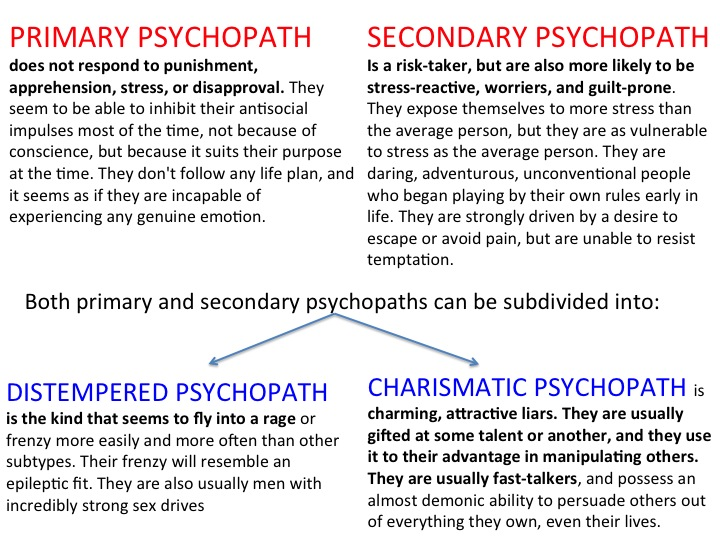 PRIMARY PSYCHOPATH
does not respond to punishment,
apprehension, stress, or disapproval. They
seem to be able to inhibit their antisocial
impulses most of the time, not because of
conscience, but because it suits their purpose
at the time. They don't follow any life plan, and
it seems as if they are incapable of
experiencing any genuine emotion.
SECONDARY PSYCHOPATH
Is a risk-taker, but are also more likely to be
stress-reactive, worriers, and guilt-prone.
They expose themselves to more stress than
the average person, but they are as vulnerable
to stress as the average person. They are
daring, adventurous, unconventional people
who began playing by their own rules early in
life. They are strongly driven by a desire to
escape or avoid pain, but are unable to resist
temptation.
Both primary and secondary psychopaths can be subdivided into:
DISTEMPERED PSYCHOPATH
is the kind that seems to fly into a rage or
frenzy more easily and more often than other
subtypes. Their frenzy will resemble an
epileptic fit. They are also usually men with
incredibly strong sex drives
CHARISMATIC PSYCHOPATH is
charming, attractive liars. They are usually
gifted at some talent or another, and they use
it to their advantage in manipulating others.
They are usually fast-talkers, and possess an
almost demonic ability to persuade others out
of everything they own, even their lives.